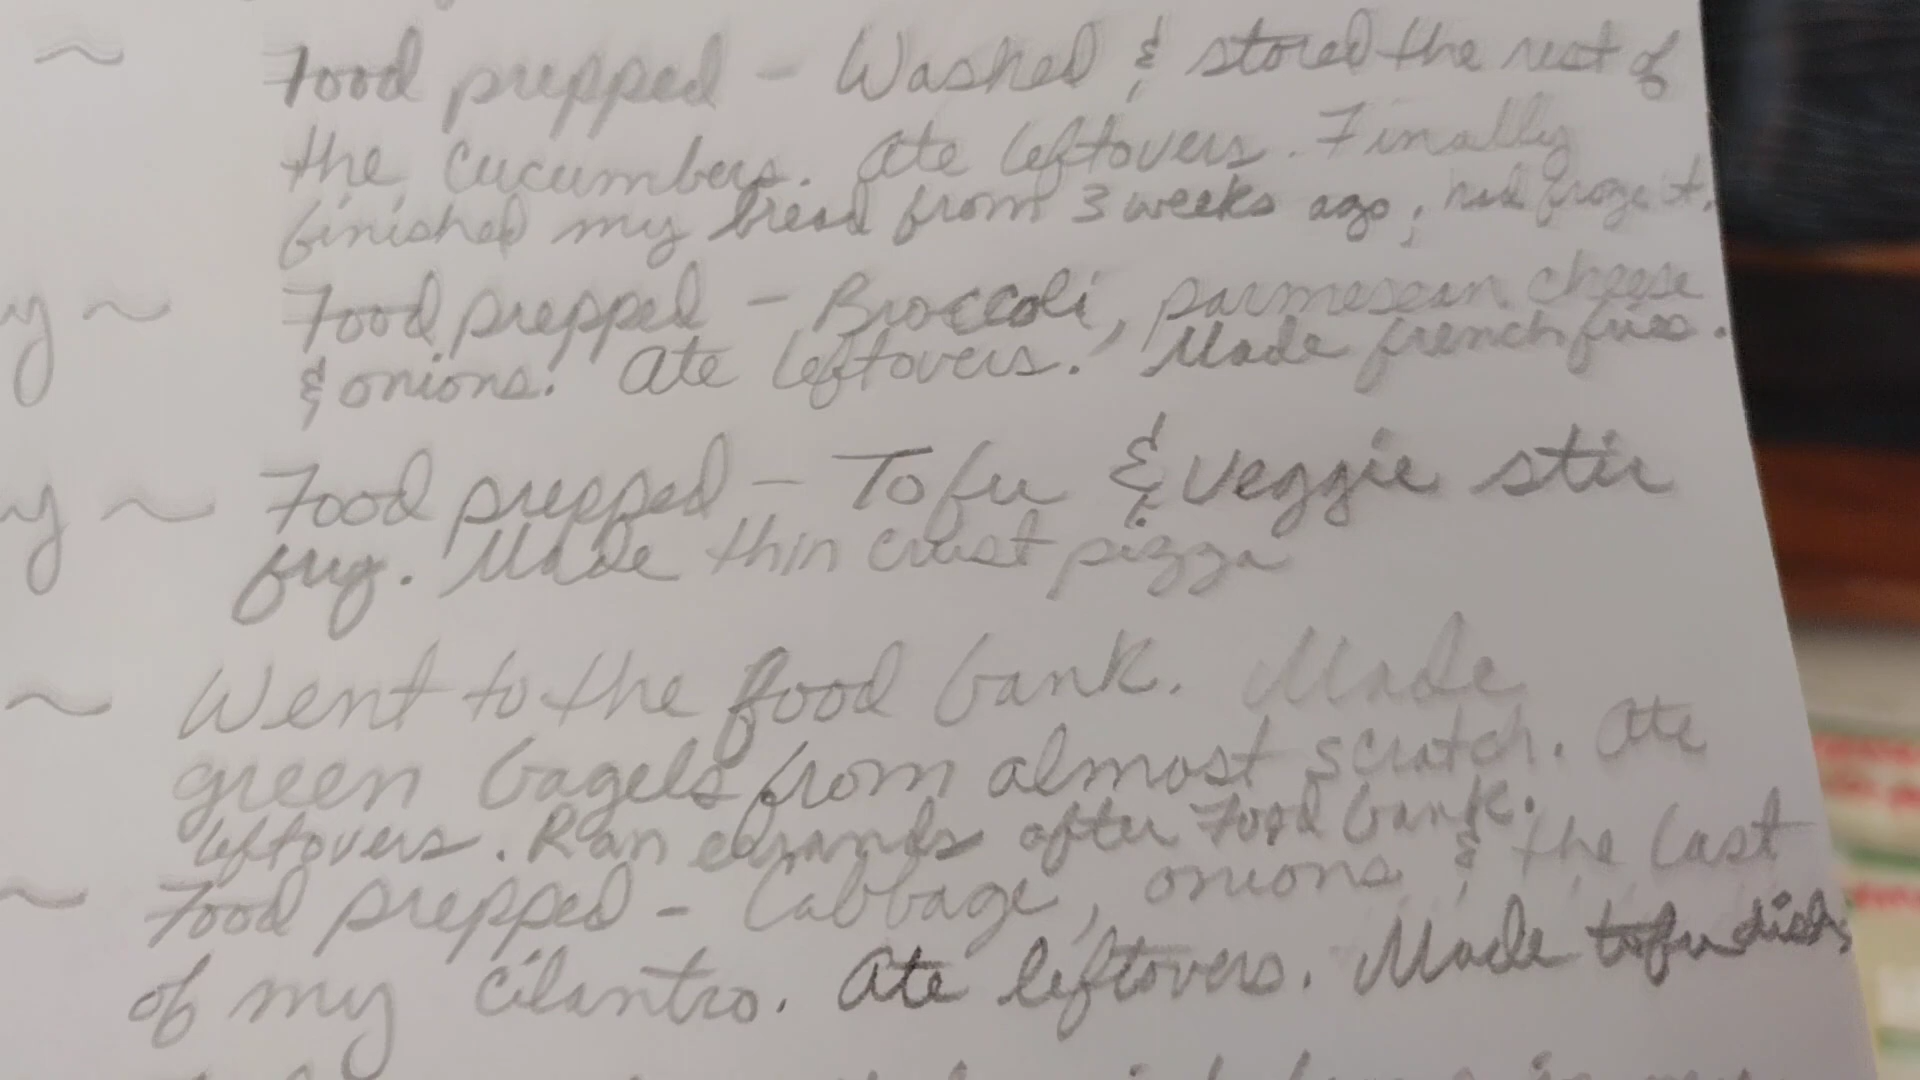 ~ Food prepped - Washed & stored the rest of
the cucumbers. Ate leftovers. Finally
finished my bread from 3 weeks ago; had froze it.
y ~ Food prepped - Broccoli, parmesean cheese
& onions. Ate leftovers. Made french fries.
y ~ Food prepped - Tofu & veggie stir
fry. Made thin crust pizza
~ Went to the food bank. Made
green bagels from almost scratch. Ate
leftovers. Ran errands after Food bank.
~ Food prepped - Cabbage, onions & the last
of my cilantro. Ate leftovers. Made tofu dish